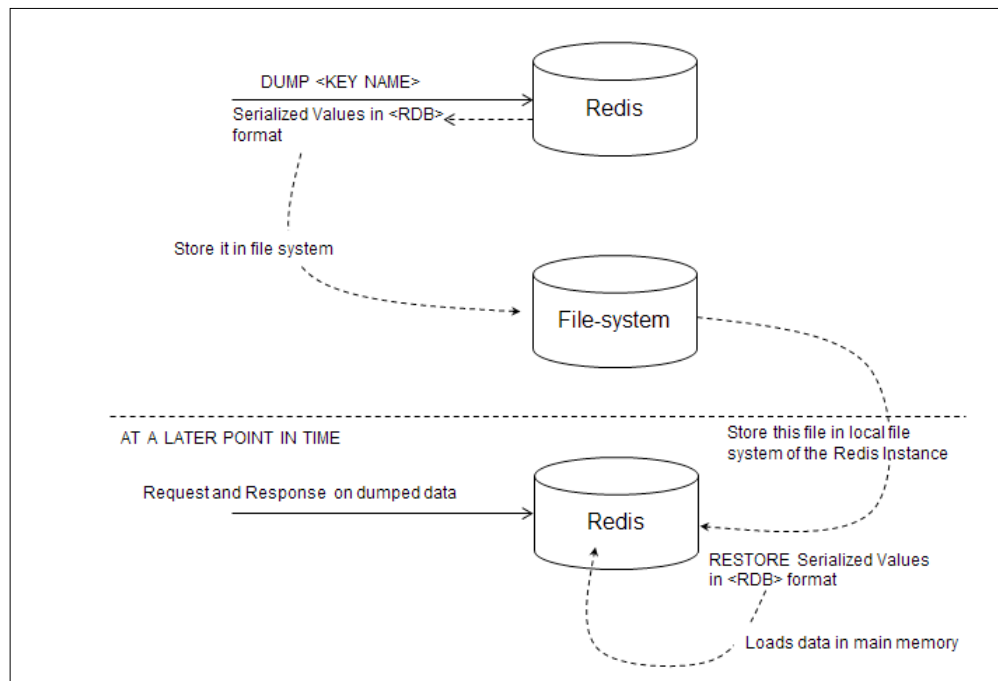 DUMP <KEY NAME>
Redis
Serialized Values in <RDB>
format
Store it in file system
File-system
AT A LATER POINT IN TIME
Store this file in local file
system of the Redis Instance
Request and Response on dumped data
Redis
RESTORE Serialized Values
in <RDB> format
Loads data in main memory